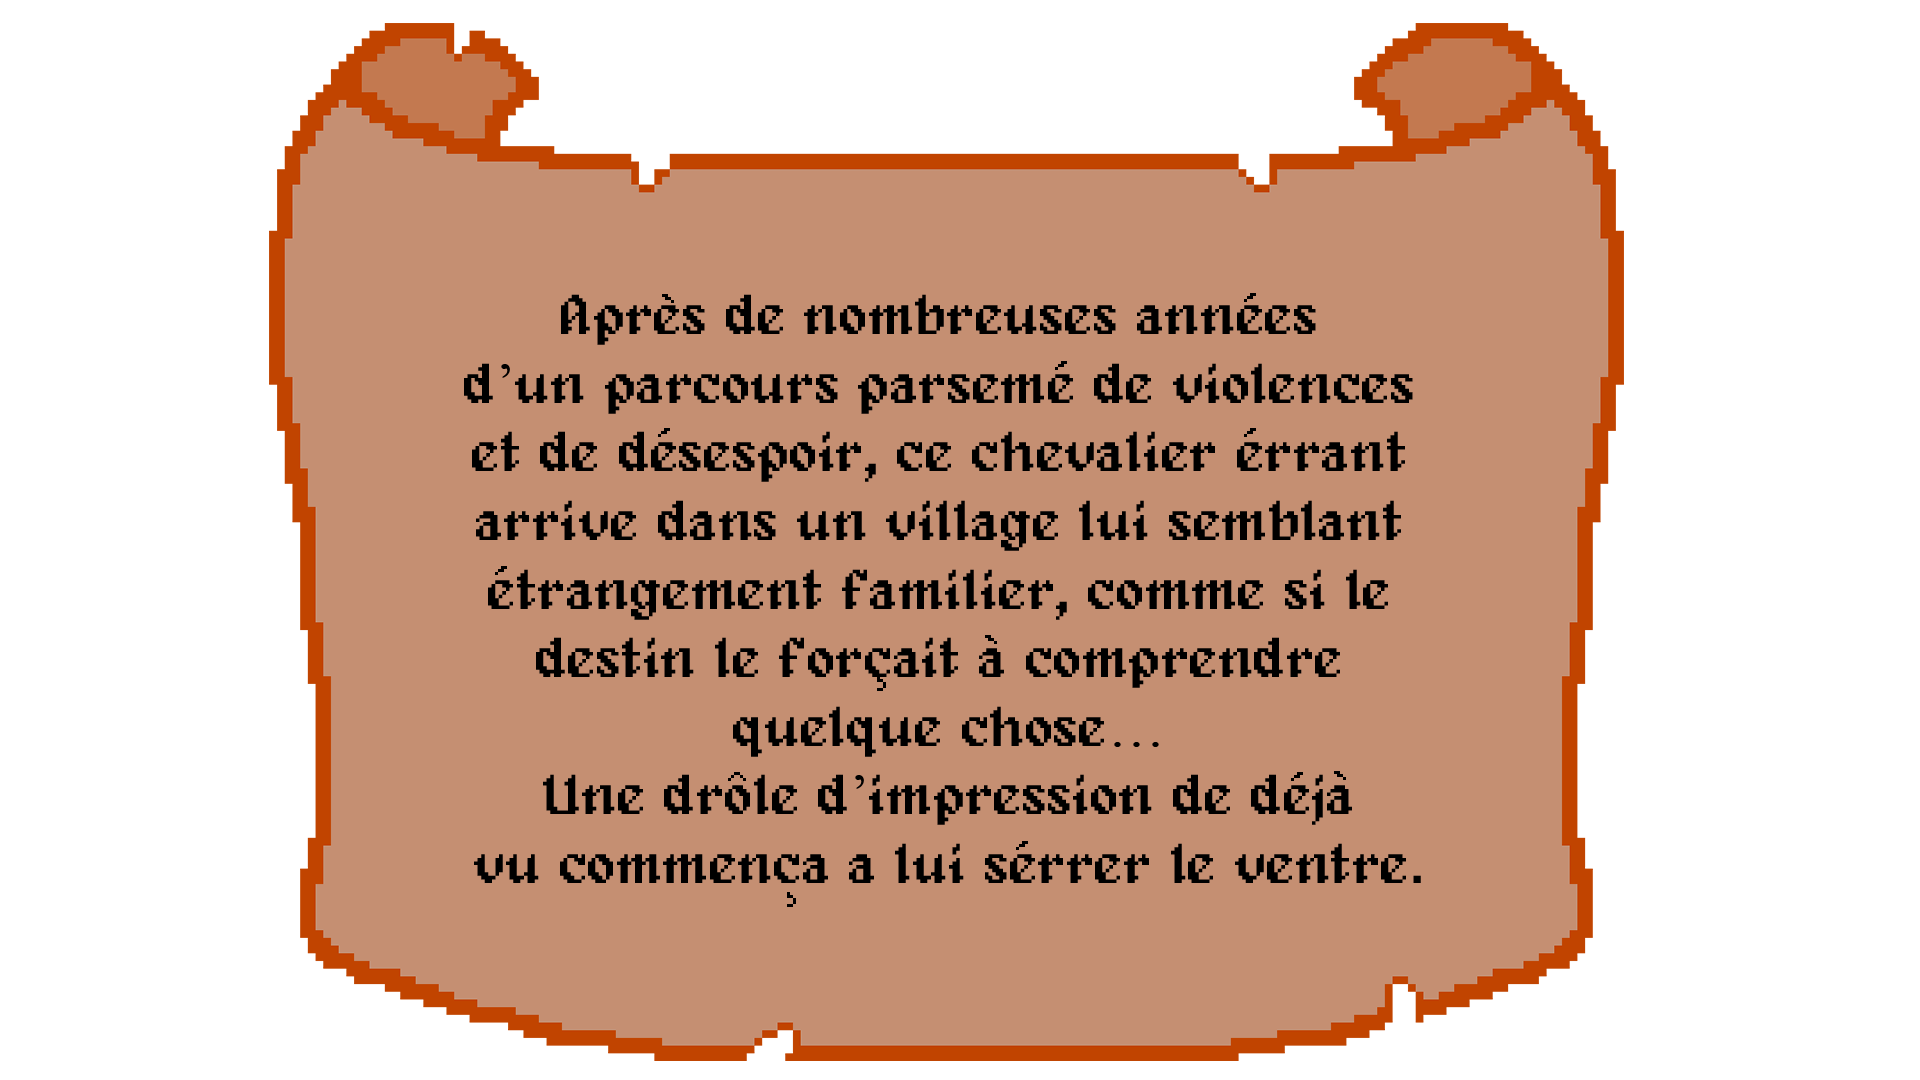 Après de nombreuses années
d’un parcours parsemé de violences
et de désespoir, ce chevalier érrant
arrive dans un village lui semblant
étrangement familier, comme si le
destin le forçait à comprendre
quelque chose...
Une drôle d’impression de déjà
vu commença a lui sérrer le ventre.